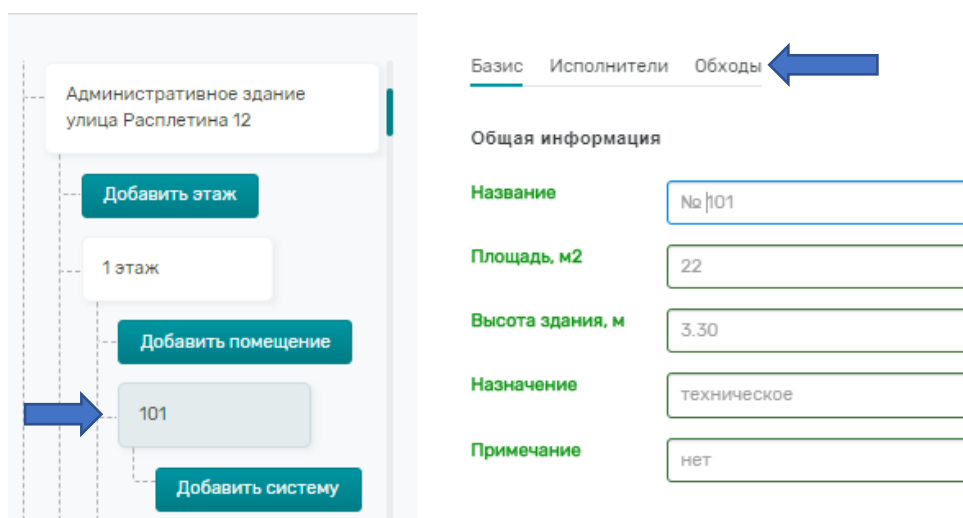 Административное здание
улица Расплетина 12
Добавить этаж
1 этаж
Добавить помещение
101
Добавить систему
Базис Исполнители Обходы
Общая информация
Название
№ 101
Площадь, м2
22
Высота здания, м
3.30
Назначение
техническое
Примечание
нет